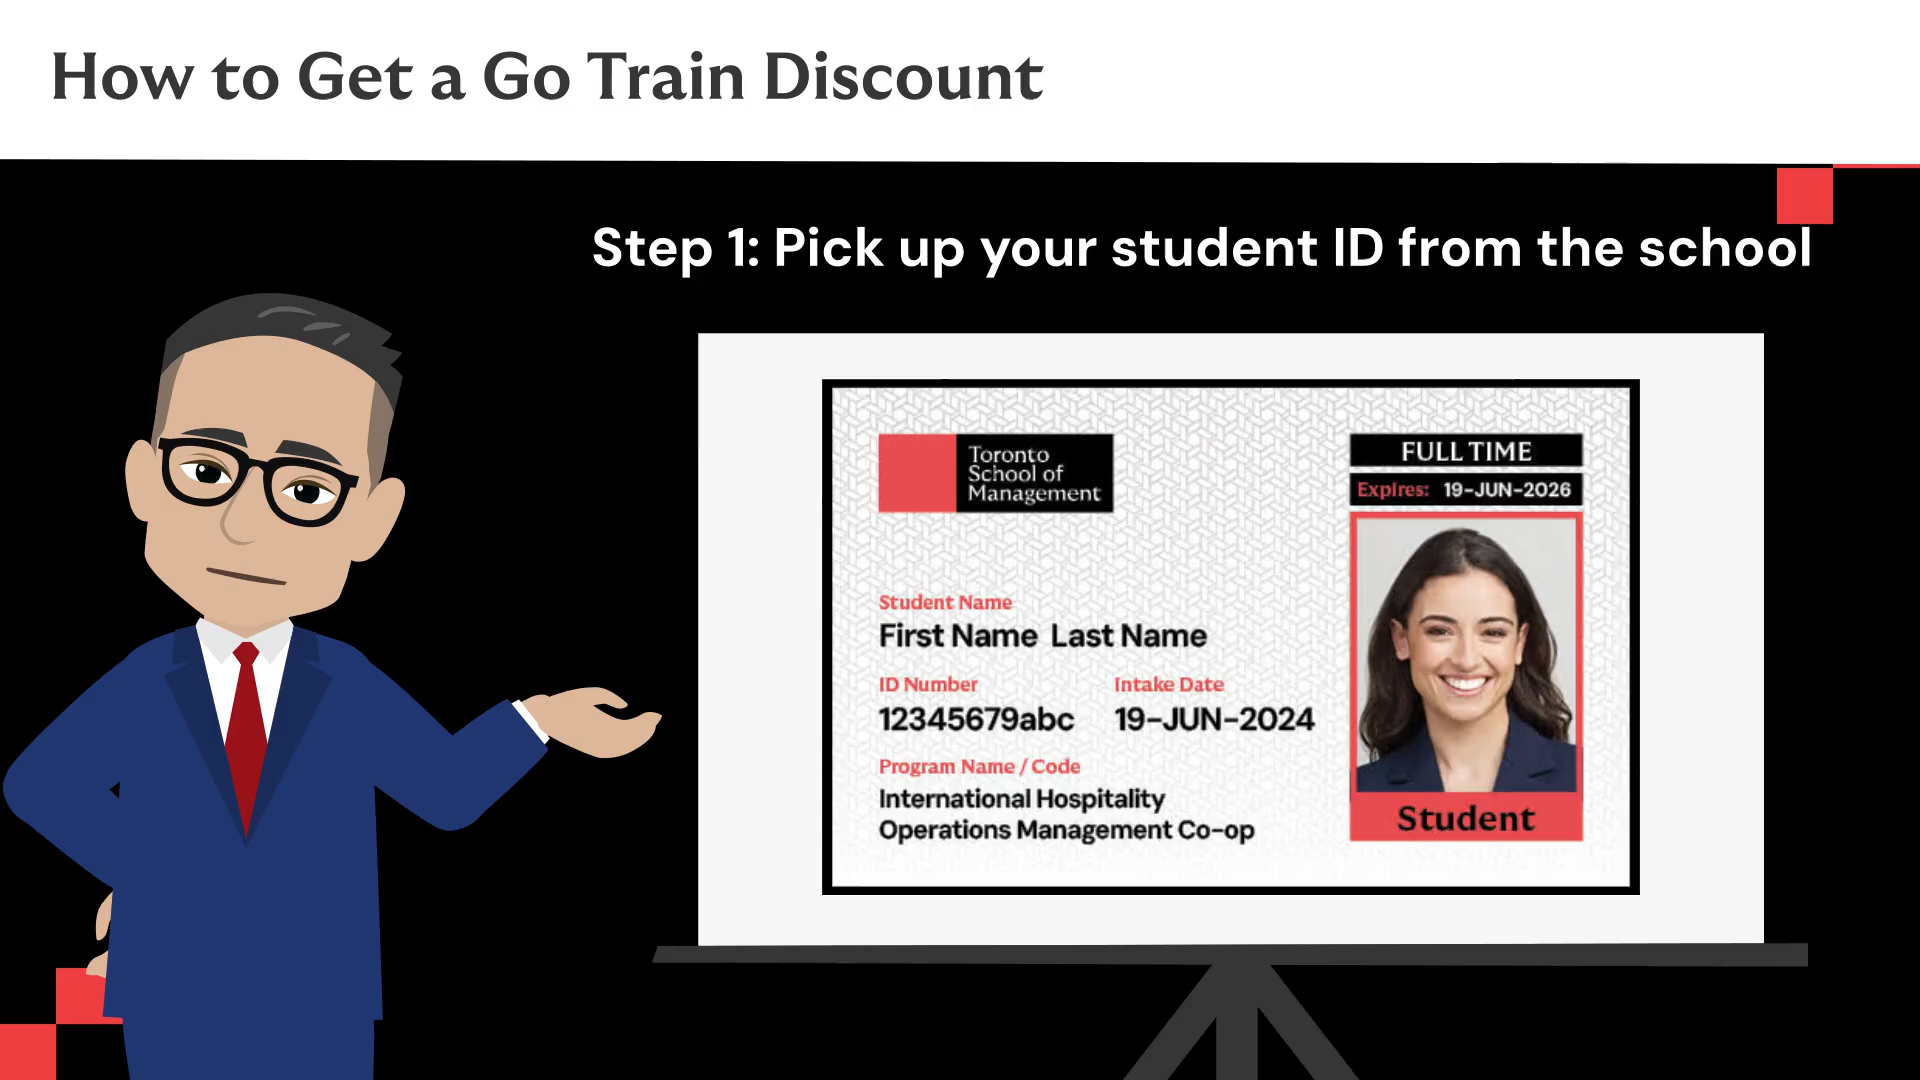 How to Get a Go Train Discount
Step 1: Pick up your student ID from the school
Toronto
School of
Management
FULL TIME
Expires: 19-JUN-2026
Student Name
First Name Last Name
ID Number
Intake Date
12345679abc
19-JUN-2024
Program Name / Code
International Hospitality
Operations Management Co-op
Student